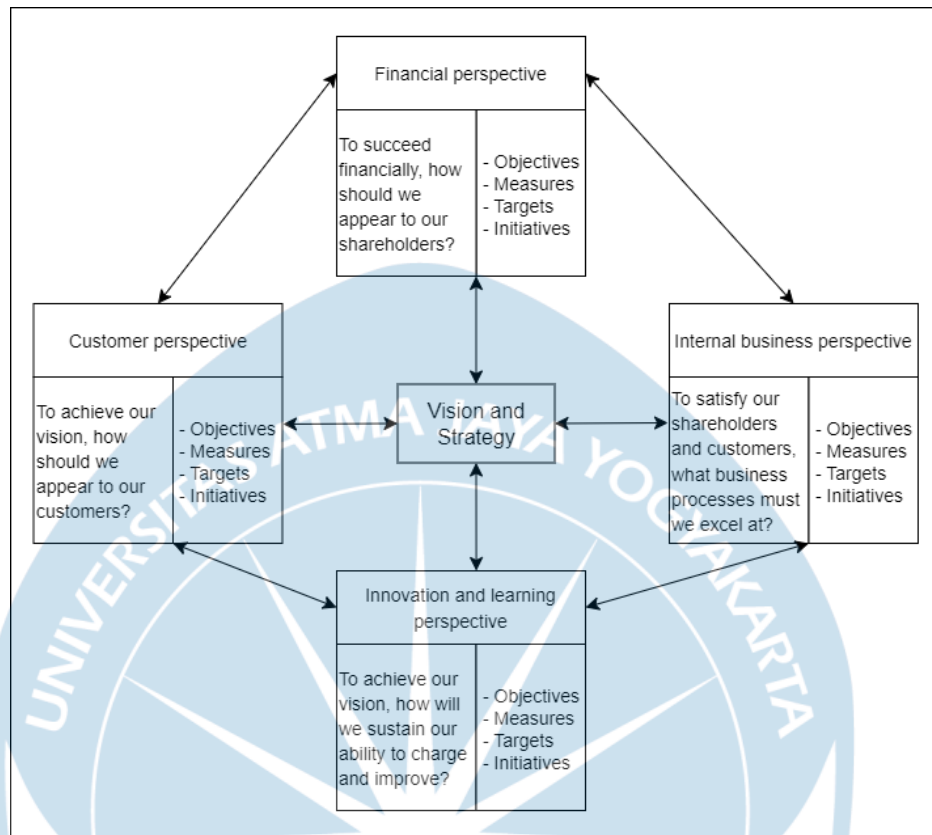 Financial perspective
To succeed
financially, how
should we
appear to our
shareholders?
- Objectives
- Measures
- Targets
- Initiatives
Customer perspective
To achieve our
vision, how
should we
appear to our
customers?
- Objectives
- Measures
- Targets
- Initiatives
Vision and
Strategy
Internal business perspective
To satisfy our
shareholders
and customers,
what business
processes must
we excel at?
- Objectives
- Measures
- Targets
- Initiatives
Innovation and learning
perspective
To achieve our
vision, how will
we sustain our
ability to charge
and improve?
- Objectives
- Measures
- Targets
- Initiatives
UNIVERSITAS ATMA JAYA YOGYAKARTA